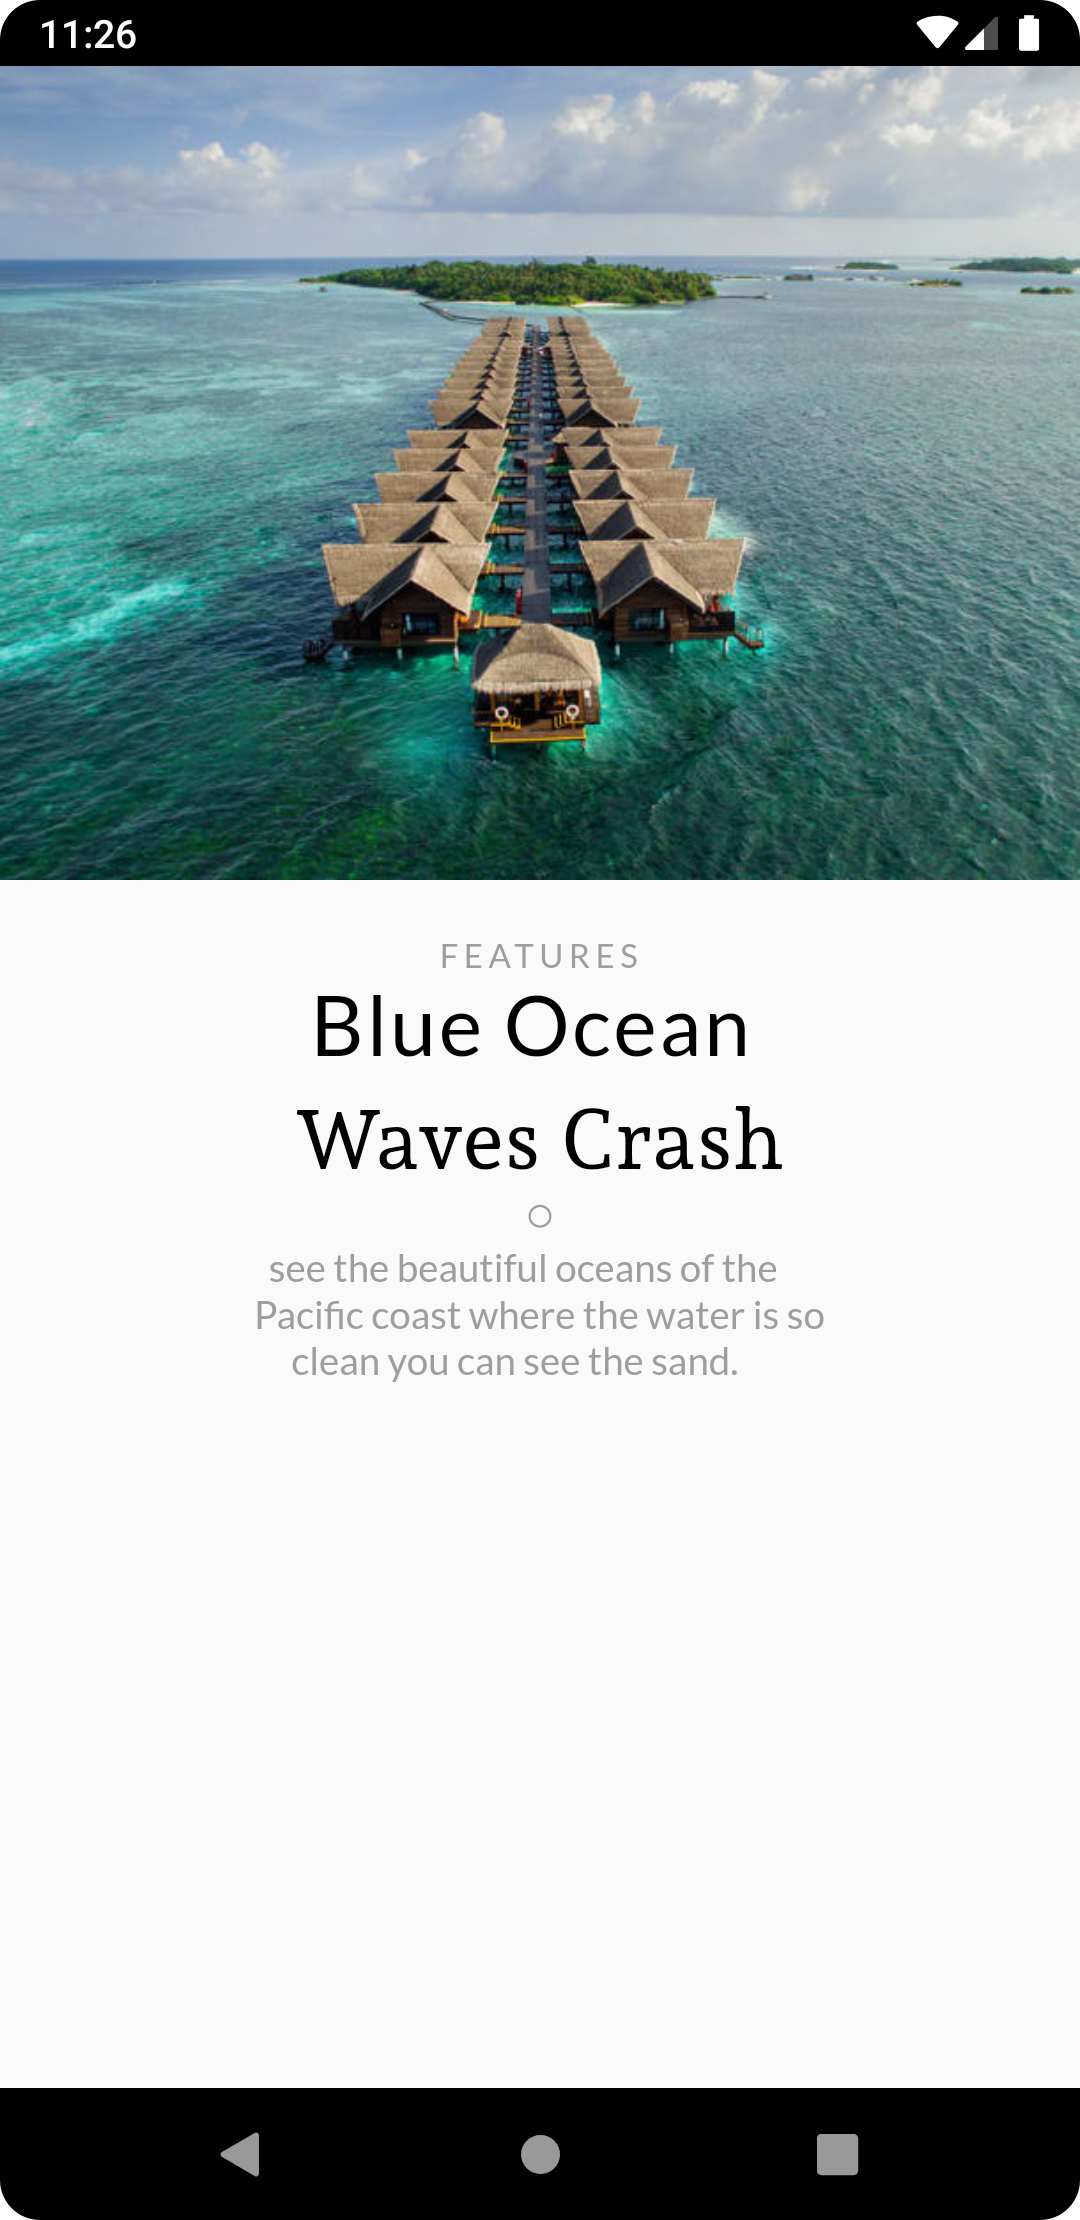 11:26
FEATURES
Blue Ocean
Waves Crash
see the beautiful oceans of the
Pacific coast where the water is so
clean you can see the sand.